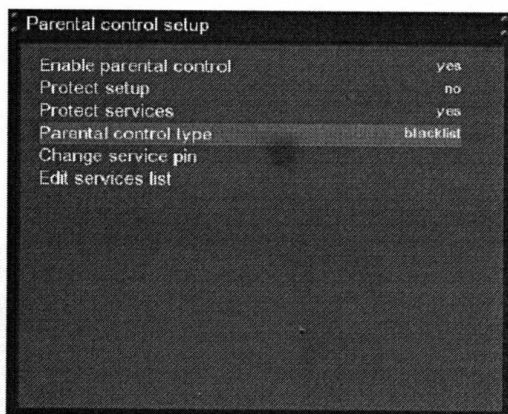 Parental control setup
Enable parental control yes
Protect setup no
Protect services yes
Parental control type blacklist
Change service pin
Edit services list